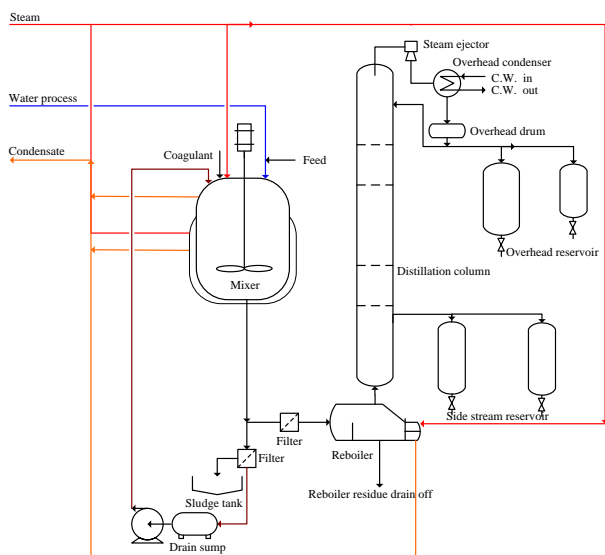 Steam
Steam ejector
Overhead condenser
C.W. in
C.W. out
Water process
Overhead drum
Condensate
Coagulant
Feed
Overhead reservoir
Distillation column
Mixer
Side stream reservoir
Filter
Reboiler
Filter
Reboiler residue drain off
Sludge tank
Drain sump